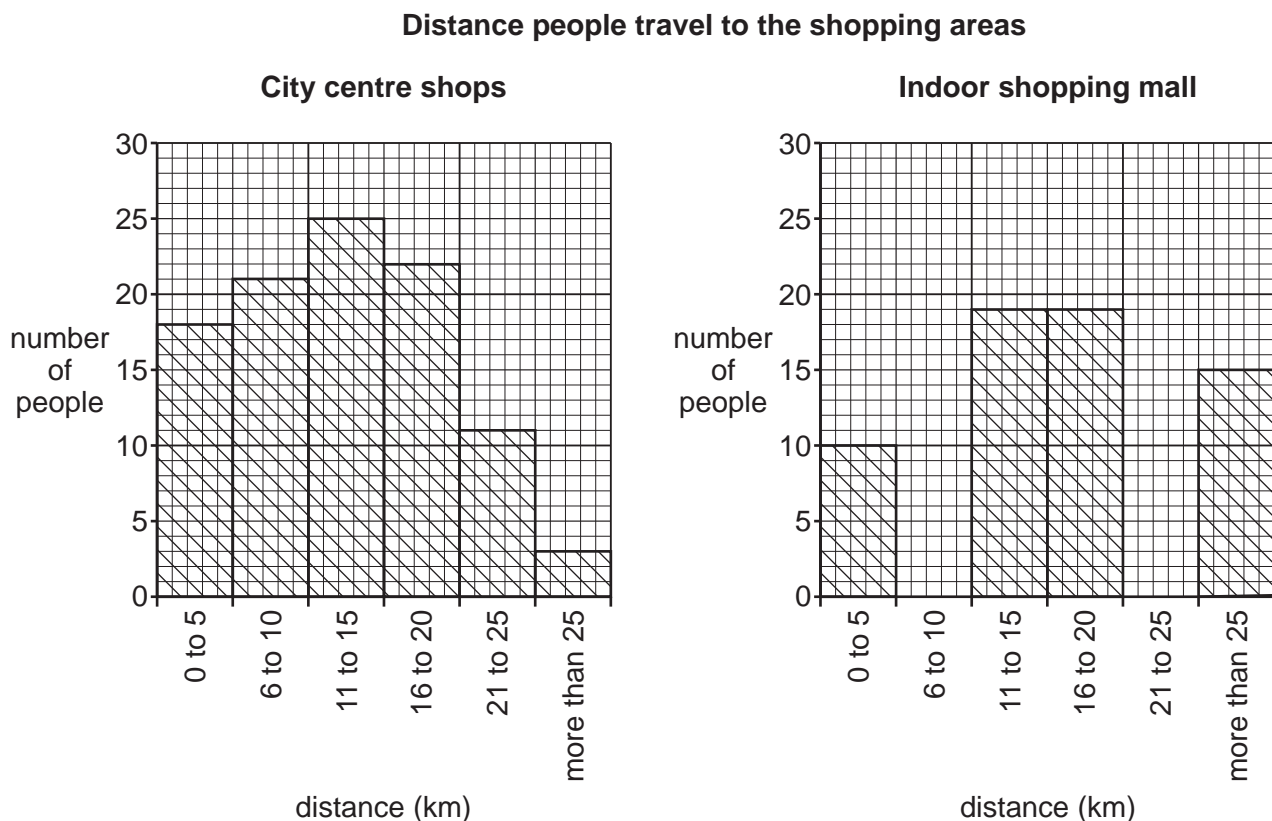 Distance people travel to the shopping areas
City centre shops
30
25
20
15
10
5
0
number
of
people
0 to 5
6 to 10
11 to 15
16 to 20
21 to 25
more than 25
distance (km)
Indoor shopping mall
30
25
20
15
10
5
0
number
of
people
0 to 5
6 to 10
11 to 15
16 to 20
21 to 25
more than 25
distance (km)